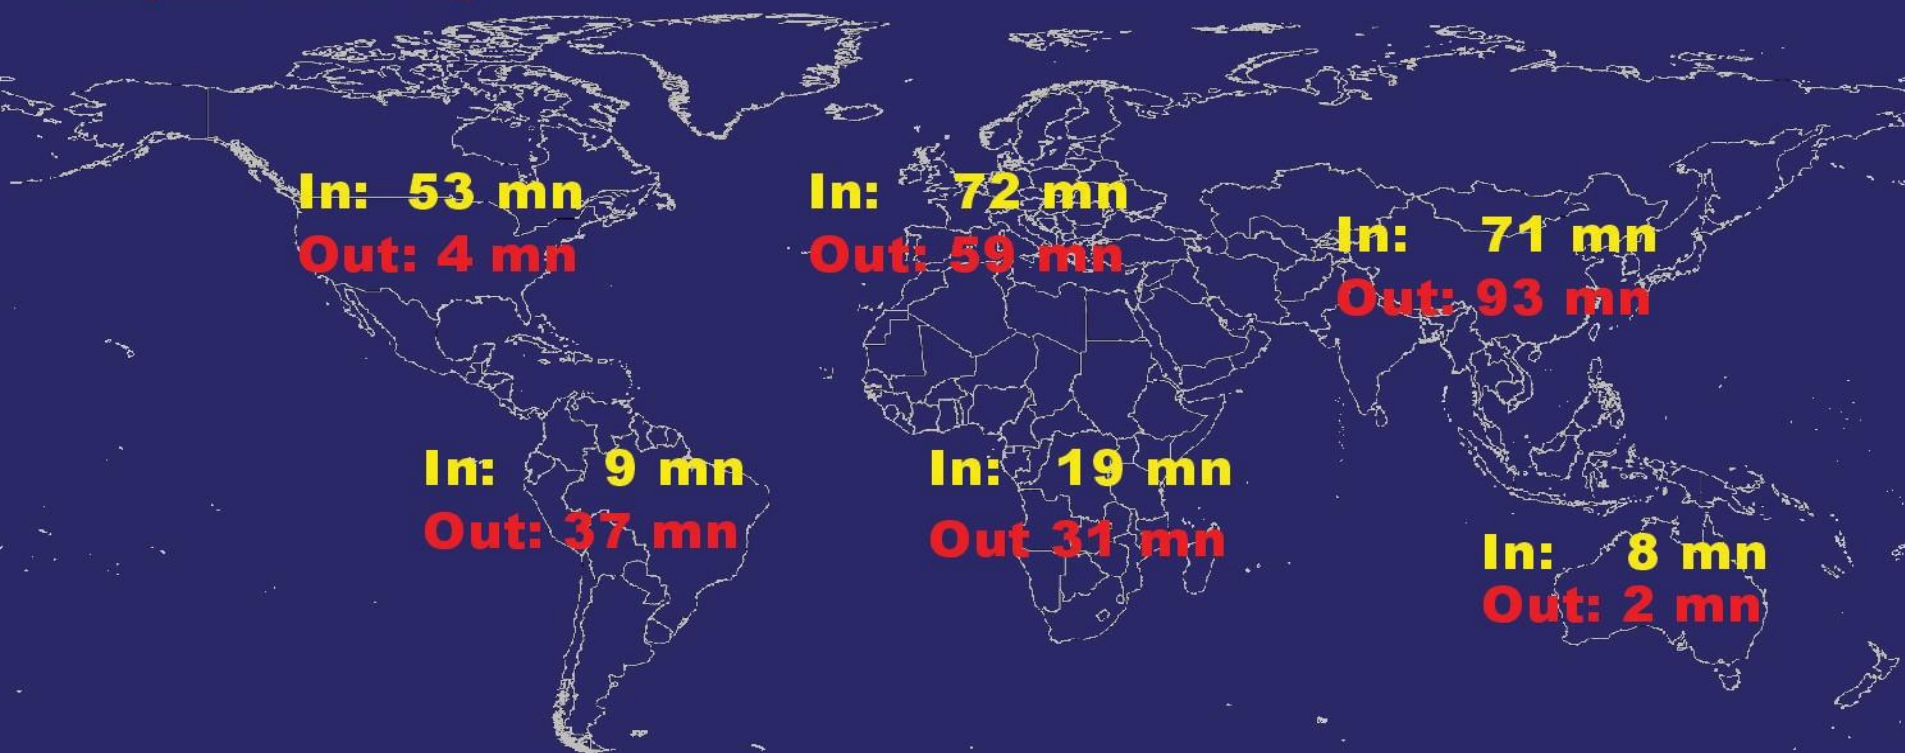 In: 53 mn
Out: 4 mn
In: 72 mn
Out: 59 mn
In: 71 mn
Out: 93 mn
In: 9 mn
Out: 37 mn
In: 19 mn
Out 31 mn
In: 8 mn
Out: 2 mn